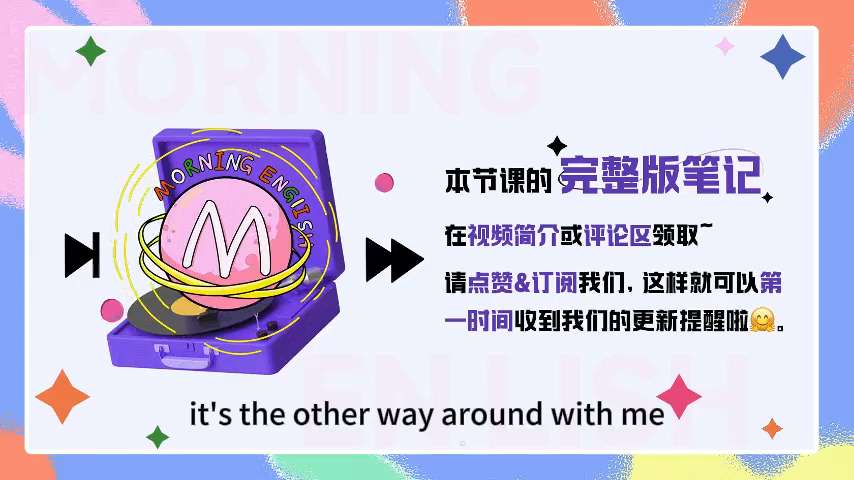 MORNING
MORNING ENGlISH
M
本节课的 完整版笔记
在视频简介或评论区领取~
请点赞&订阅我们, 这样就可以第
一时间收到我们的更新提醒啦🤗。
EN LISH
it's the other way around with me